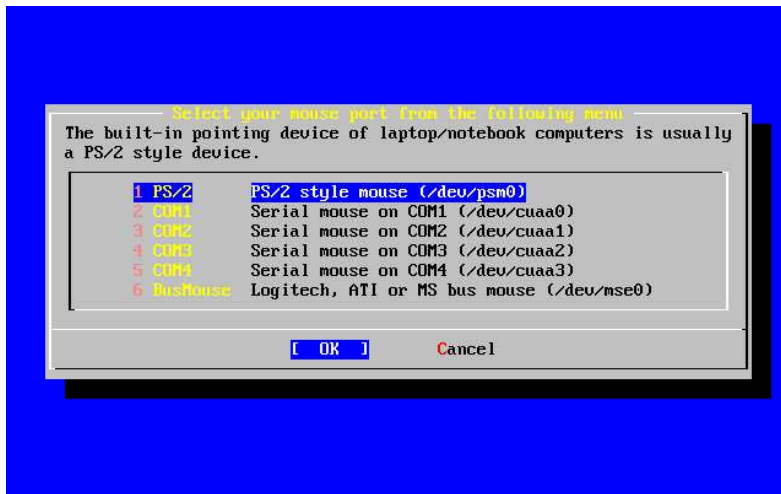 Select your mouse port from the following menu
The built-in pointing device of laptop/notebook computers is usually
a PS/2 style device.
1 PS/2 PS/2 style mouse (/dev/psm0)
2 COM1 Serial mouse on COM1 (/dev/cuaa0)
3 COM2 Serial mouse on COM2 (/dev/cuaa1)
4 COM3 Serial mouse on COM3 (/dev/cuaa2)
5 COM4 Serial mouse on COM4 (/dev/cuaa3)
6 BusMouse Logitech, ATI or MS bus mouse (/dev/mse0)
[ OK ] Cancel